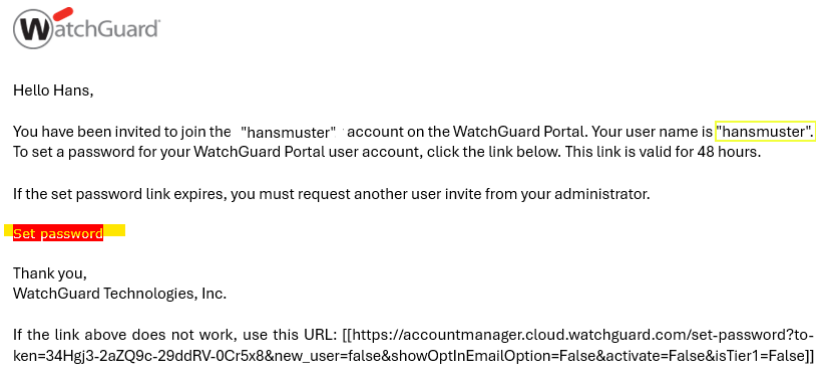 WatchGuard
Hello Hans,
You have been invited to join the "hansmuster" account on the WatchGuard Portal. Your user name is "hansmuster".
To set a password for your WatchGuard Portal user account, click the link below. This link is valid for 48 hours.
If the set password link expires, you must request another user invite from your administrator.
Set password
Thank you,
WatchGuard Technologies, Inc.
If the link above does not work, use this URL: [[https://accountmanager.cloud.watchguard.com/set-password?to-
ken=34Hgj3-2aZQ9c-29ddRV-0Cr5x8&new_user=false&showOptInEmailOption=False&activate=False&isTier1=False]]